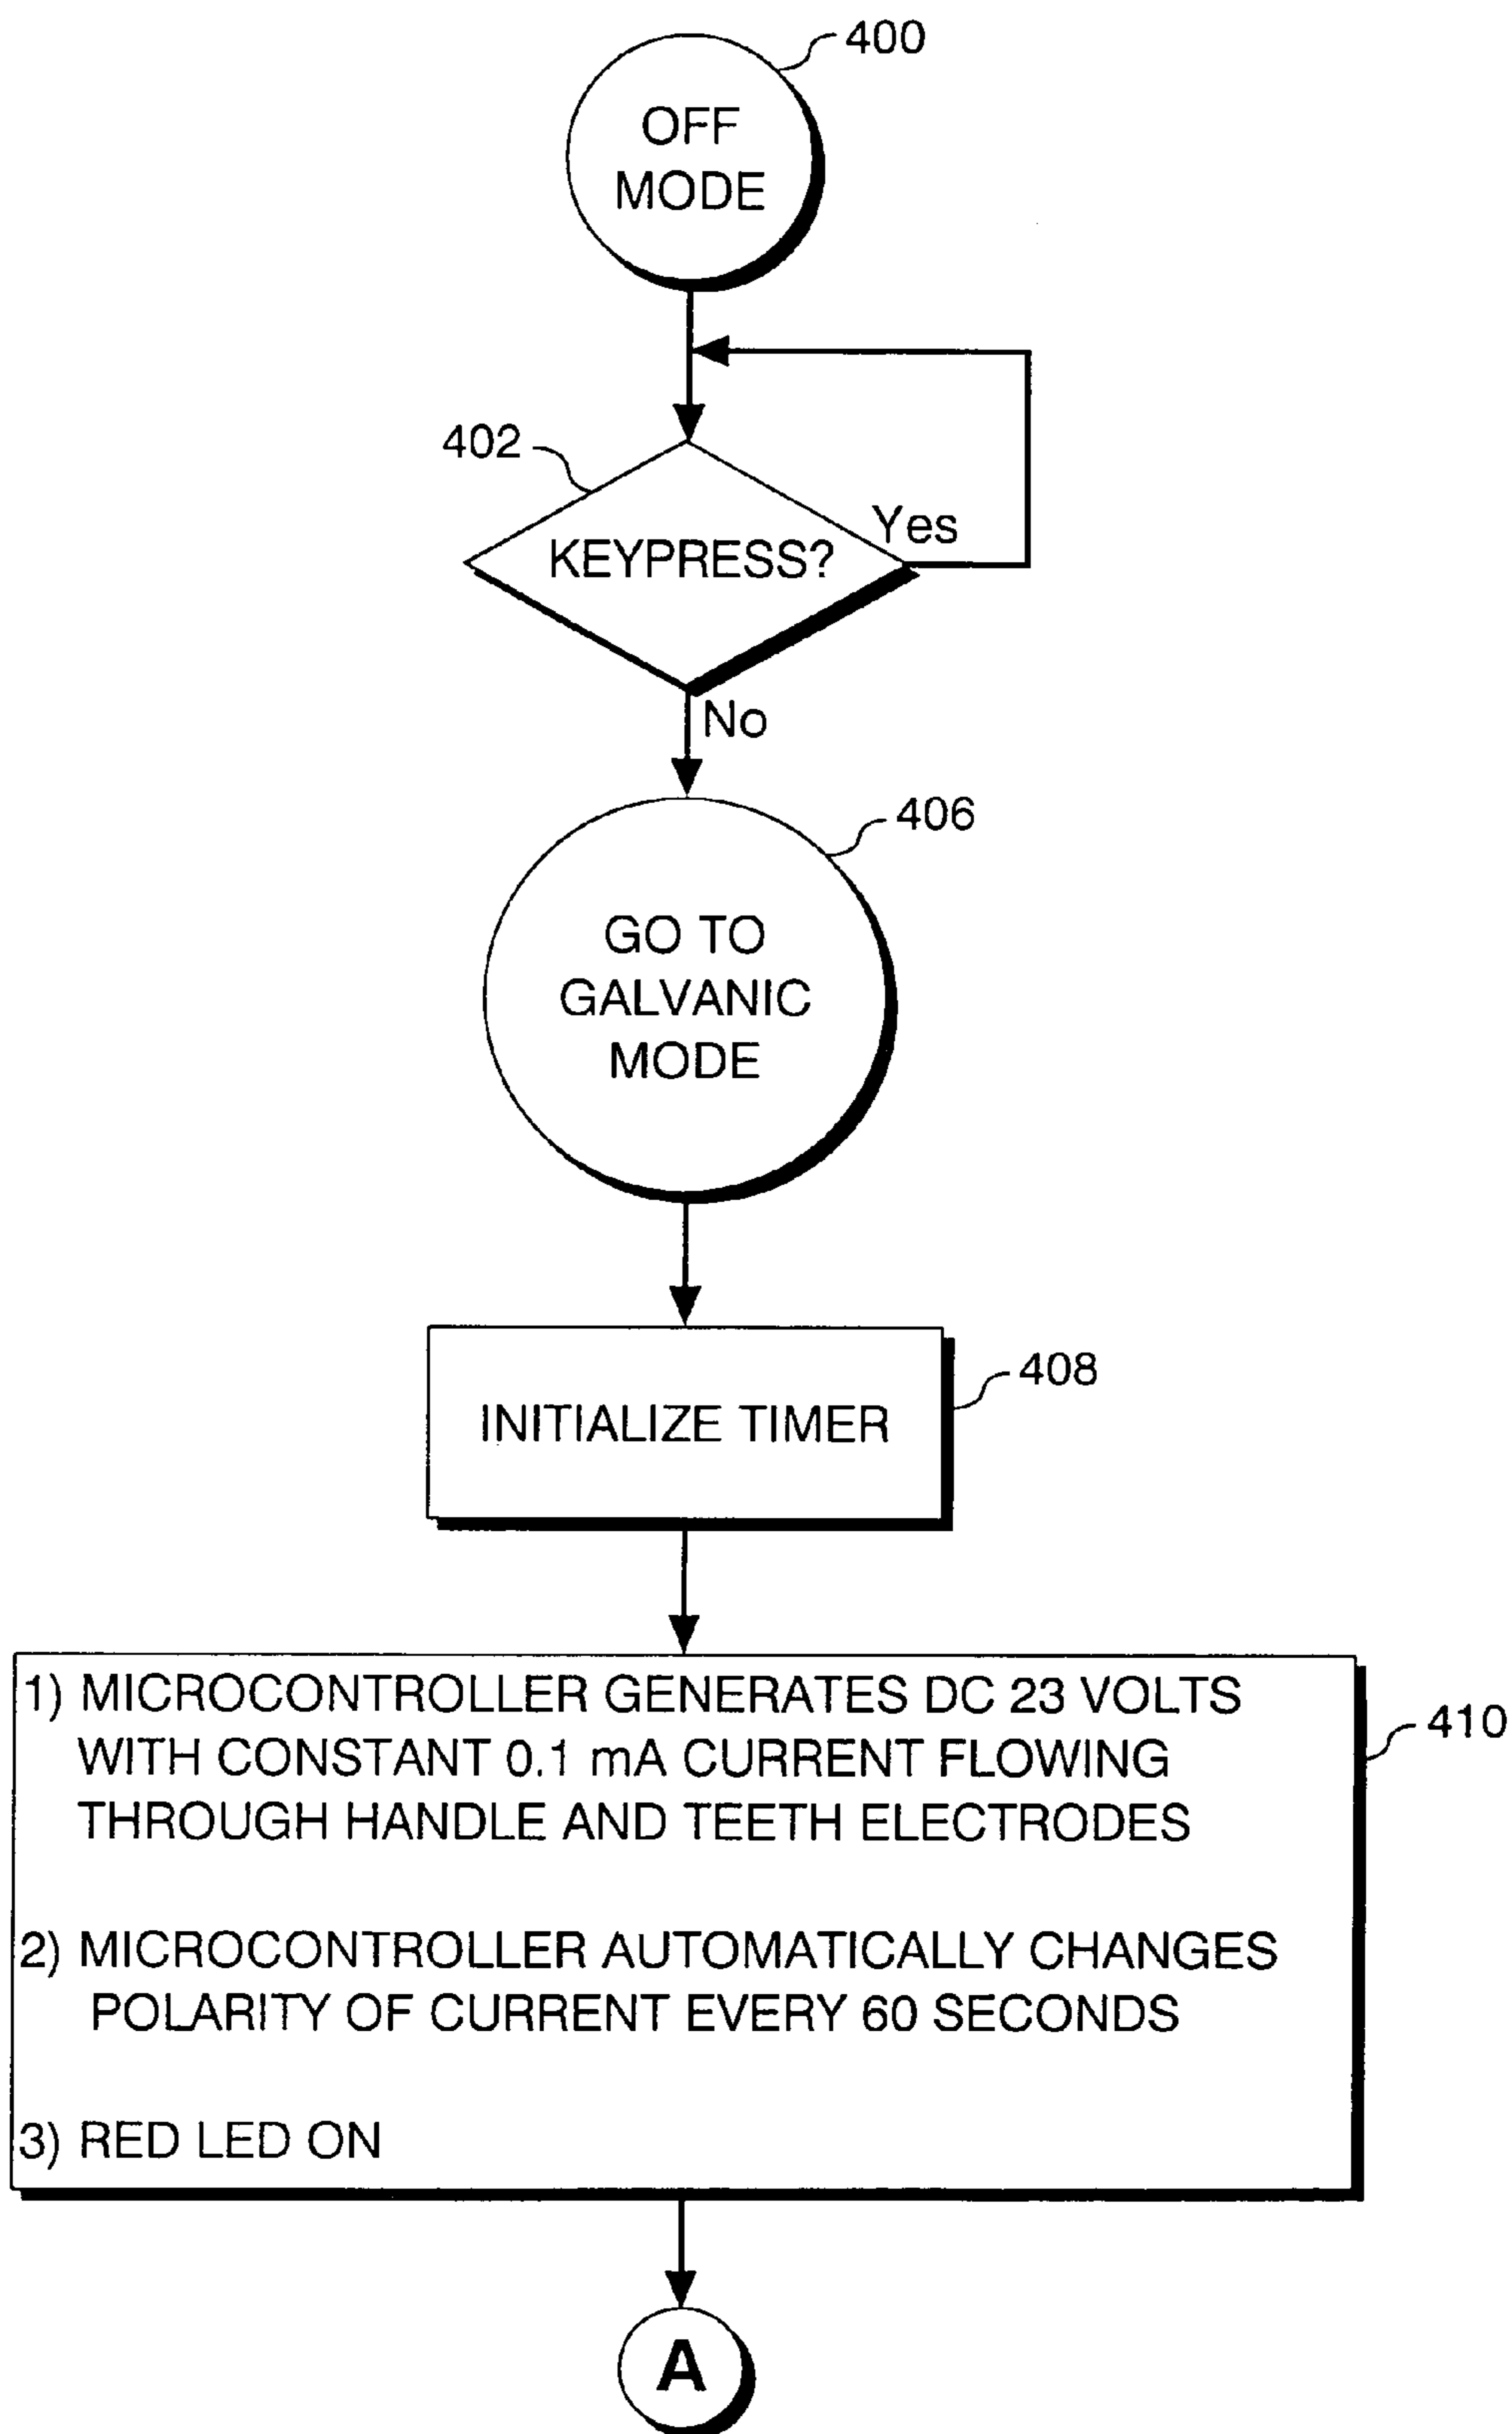 400
OFF
MODE
402
KEYPRESS?
Yes
No
406
GO TO
GALVANIC
MODE
408
INITIALIZE TIMER
1) MICROCONTROLLER GENERATES DC 23 VOLTS
WITH CONSTANT 0.1 mA CURRENT FLOWING
THROUGH HANDLE AND TEETH ELECTRODES
410
2) MICROCONTROLLER AUTOMATICALLY CHANGES
POLARITY OF CURRENT EVERY 60 SECONDS
3) RED LED ON
A